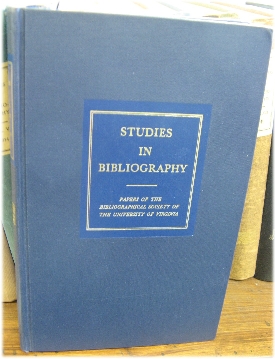 STUDIES
IN
BIBLIOGRAPHY
PAPERS OF THE
BIBLIOGRAPHICAL SOCIETY OF
THE UNIVERSITY OF VIRGINIA